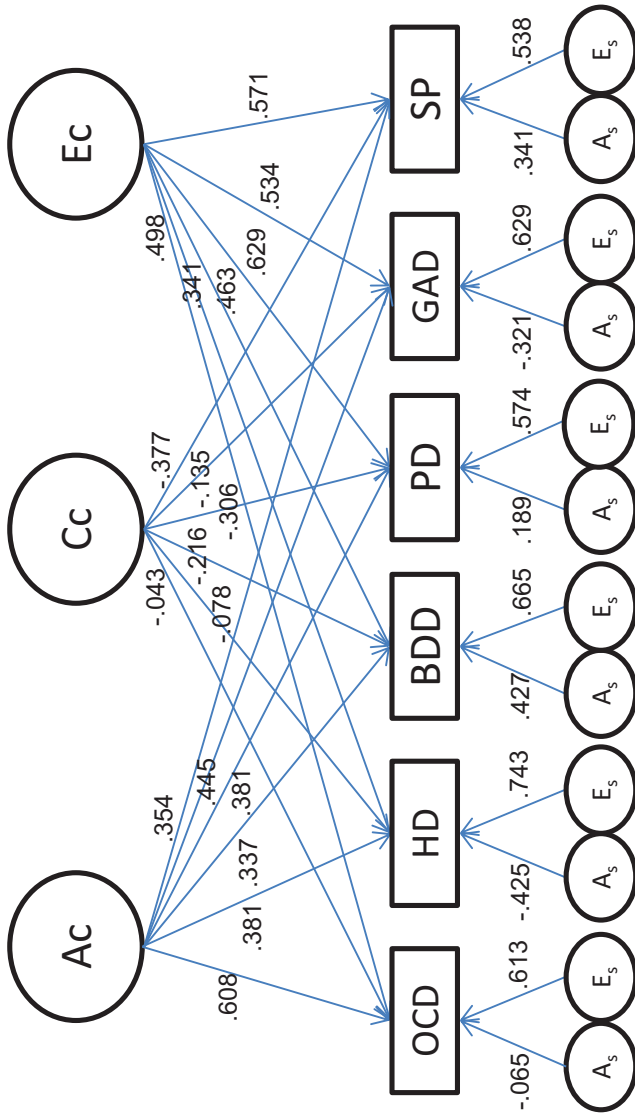 Ac
Cc
Ec
.608
.381
.337
.381
.445
.354
-.043
-.078
-.216
-.306
-.135
-.377
.498
.341
.463
.629
.534
.571
OCD
HD
BDD
PD
GAD
SP
-.065
.613
-.425
.743
.427
.665
.189
.574
-.321
.629
.341
.538
As Es
As Es
As Es
As Es
As Es
As Es